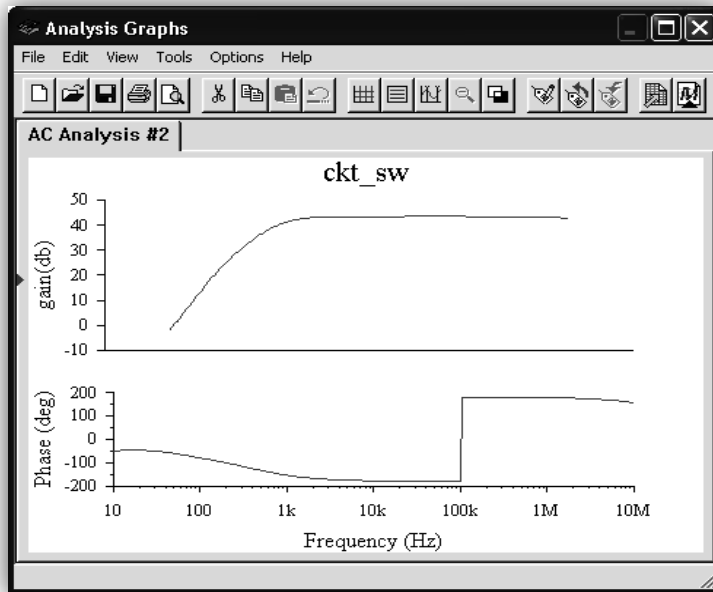 Analysis Graphs
File Edit View Tools Options Help
AC Analysis #2
ckt_sw
50
40
30
20
10
0
-10
gain(db)
200
100
0
-100
-200
Phase (deg)
10 100 1k 10k 100k 1M 10M
Frequency (Hz)